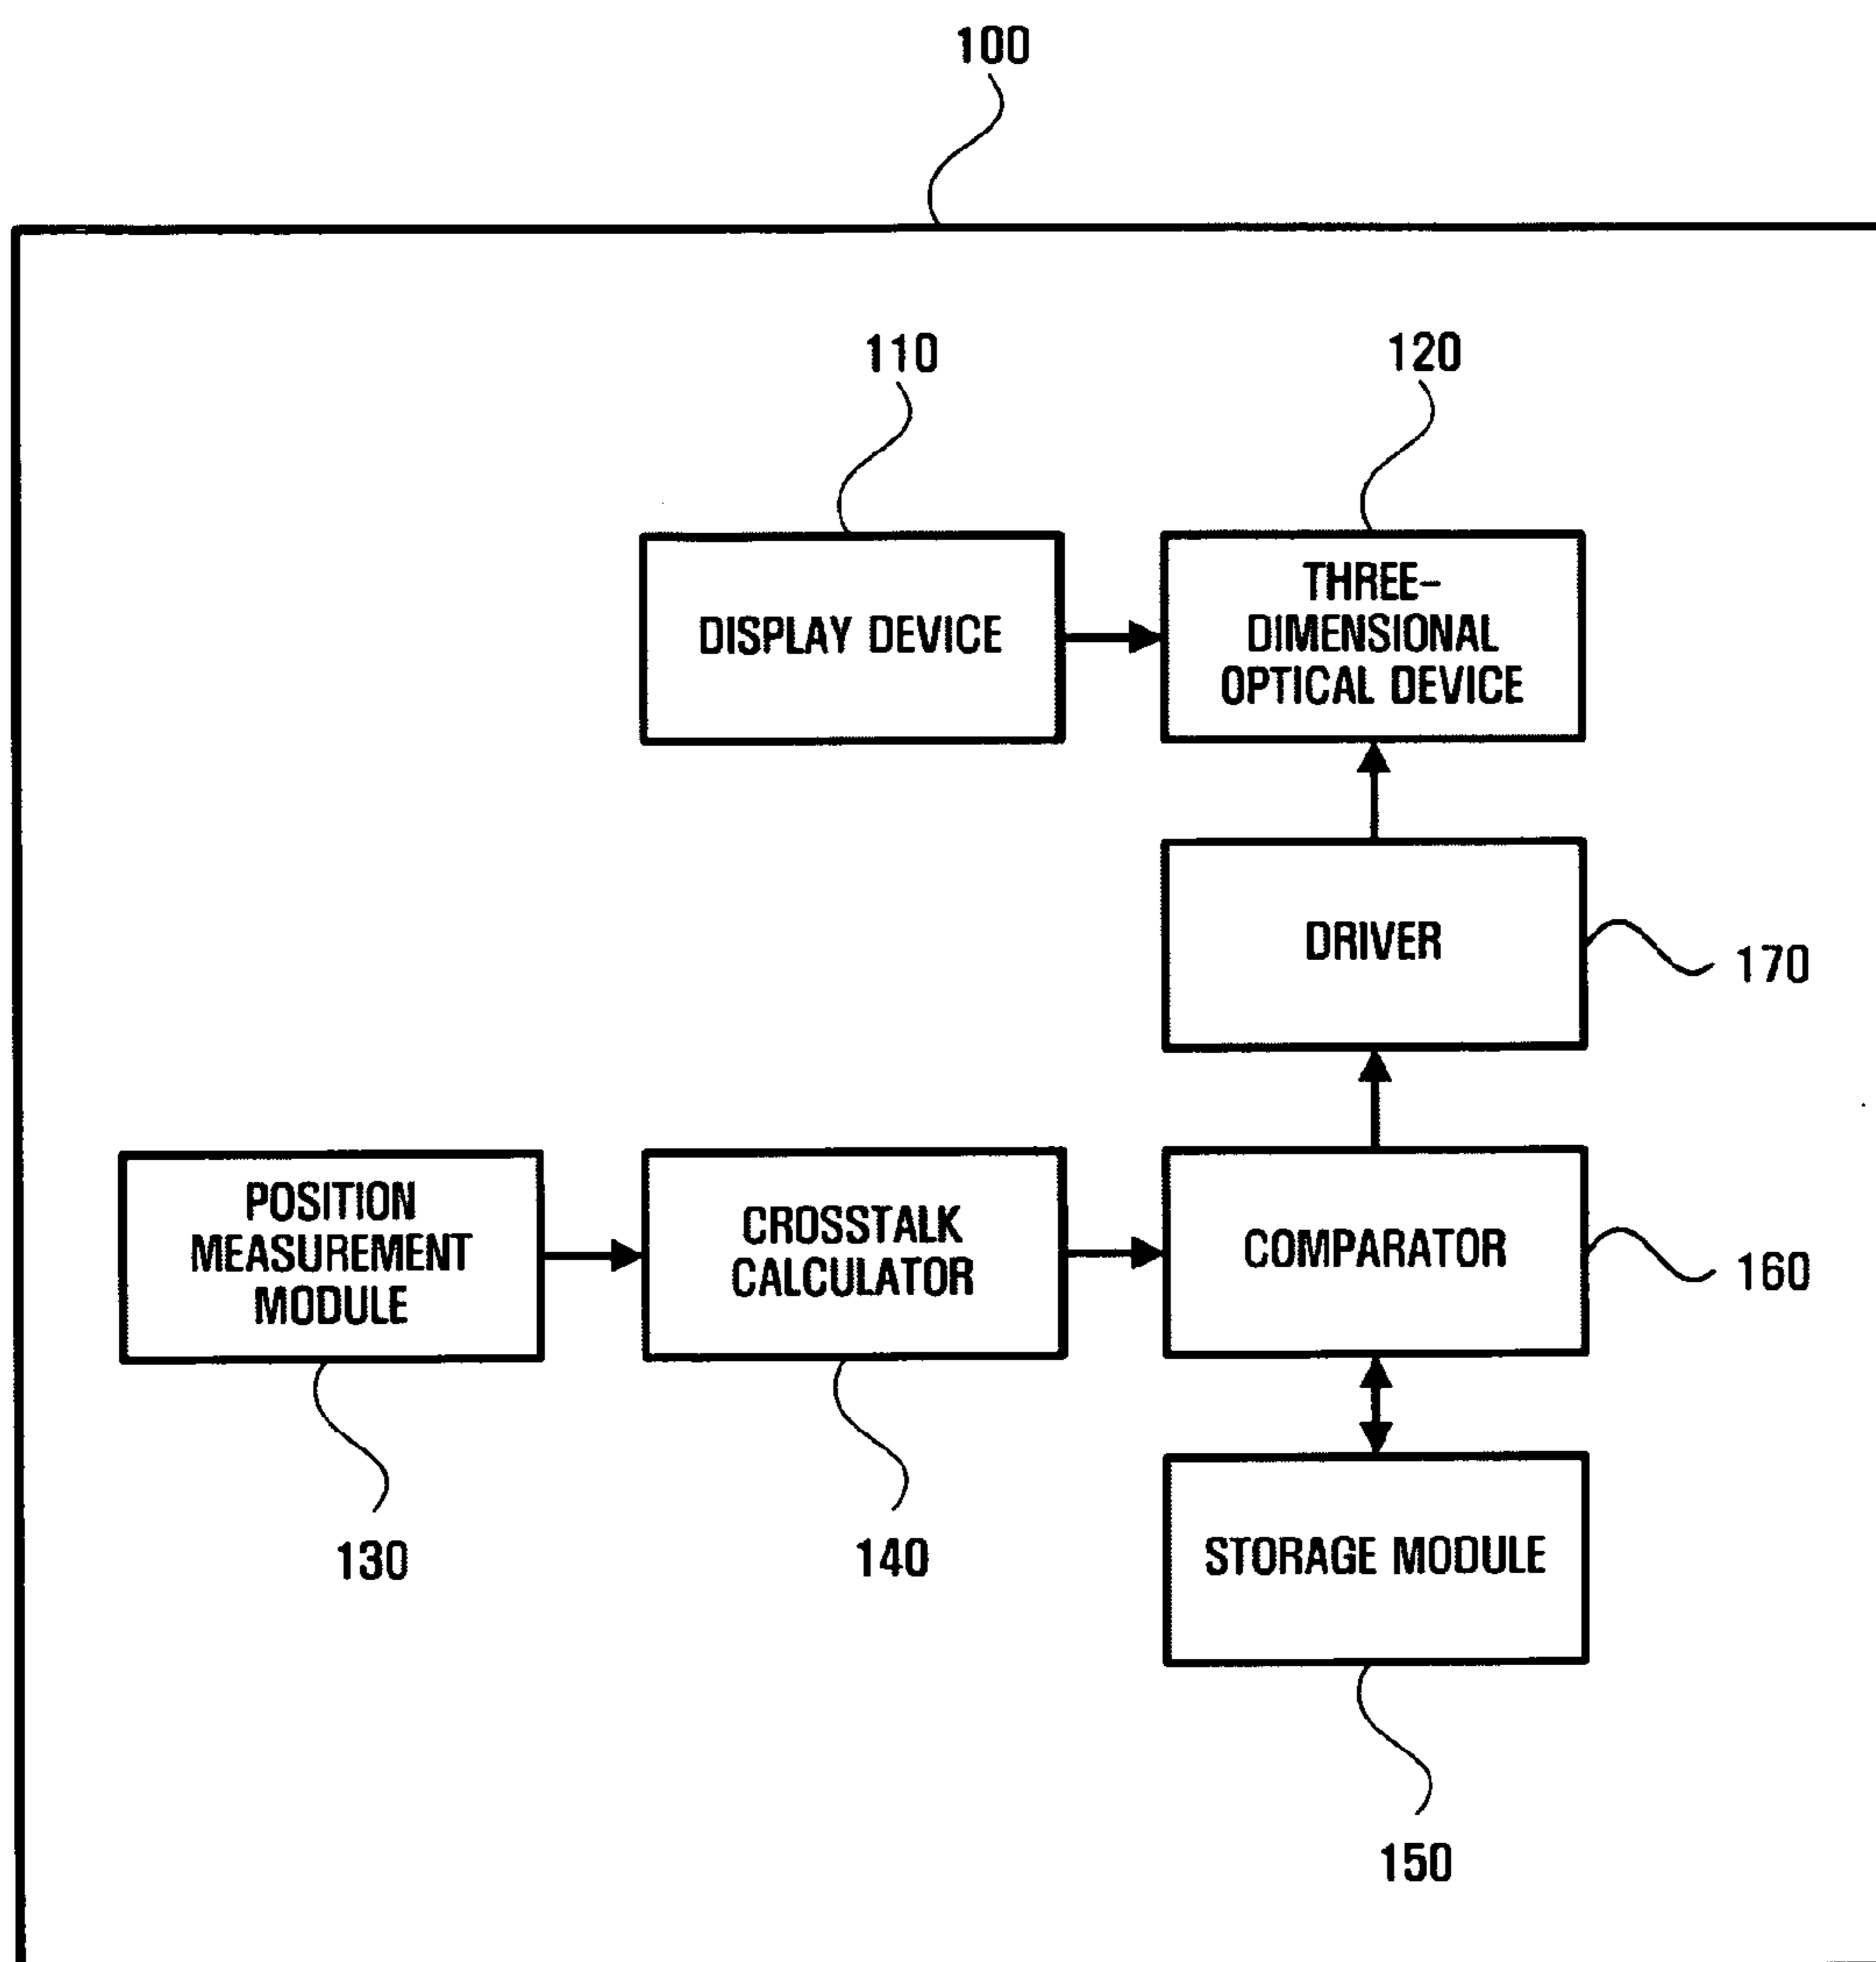 100
110
120
DISPLAY DEVICE
THREE-
DIMENSIONAL
OPTICAL DEVICE
DRIVER
170
POSITION
MEASUREMENT
MODULE
CROSSTALK
CALCULATOR
COMPARATOR
160
130
140
STORAGE MODULE
150